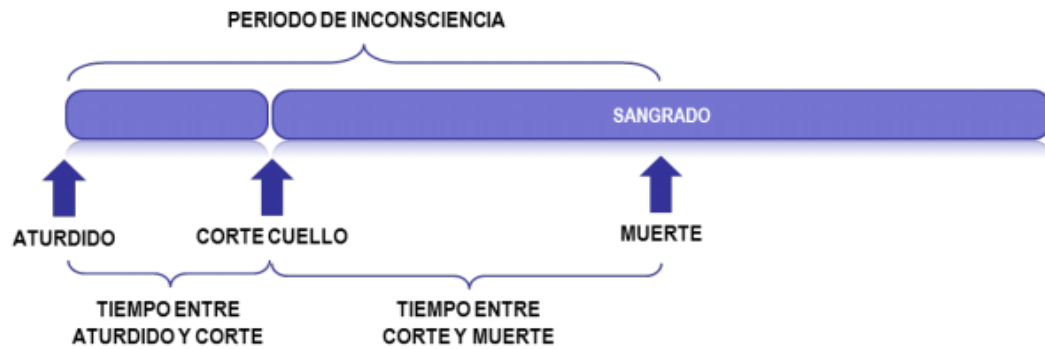 PERIODO DE INCONSCIENCIA
SANGRADO
ATURDIDO
CORTE CUELLO
MUERTE
TIEMPO ENTRE
ATURDIDO Y CORTE
TIEMPO ENTRE
CORTE Y MUERTE